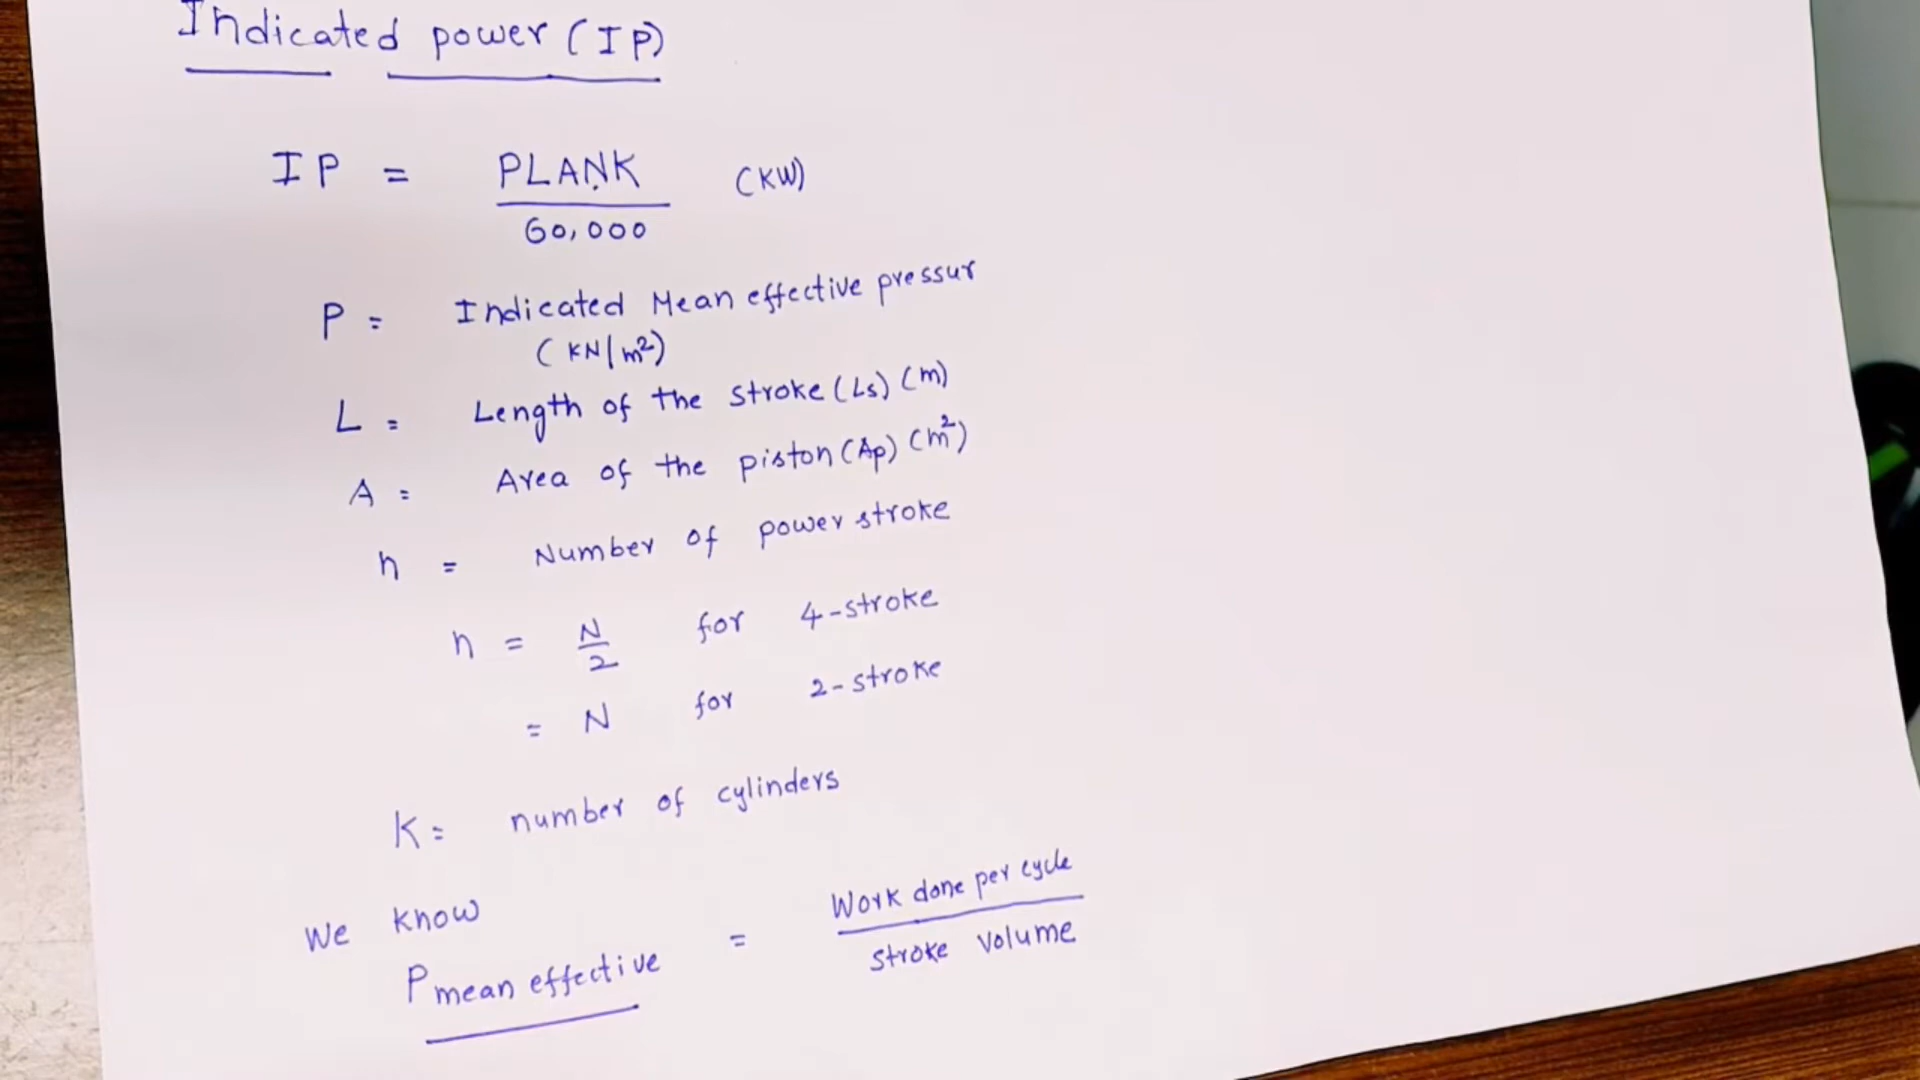 Indicated power (IP)
IP = PLANK / 60,000 (KW)
P = Indicated Mean effective pressur
(KN/m²)
L = Length of the stroke (Ls) (m)
A = Area of the piston (Ap) (m²)
n = Number of power stroke
n = N/2 for 4-stroke
= N for 2-stroke
K = number of cylinders
We know
P mean effective = Work done per cycle / stroke volume